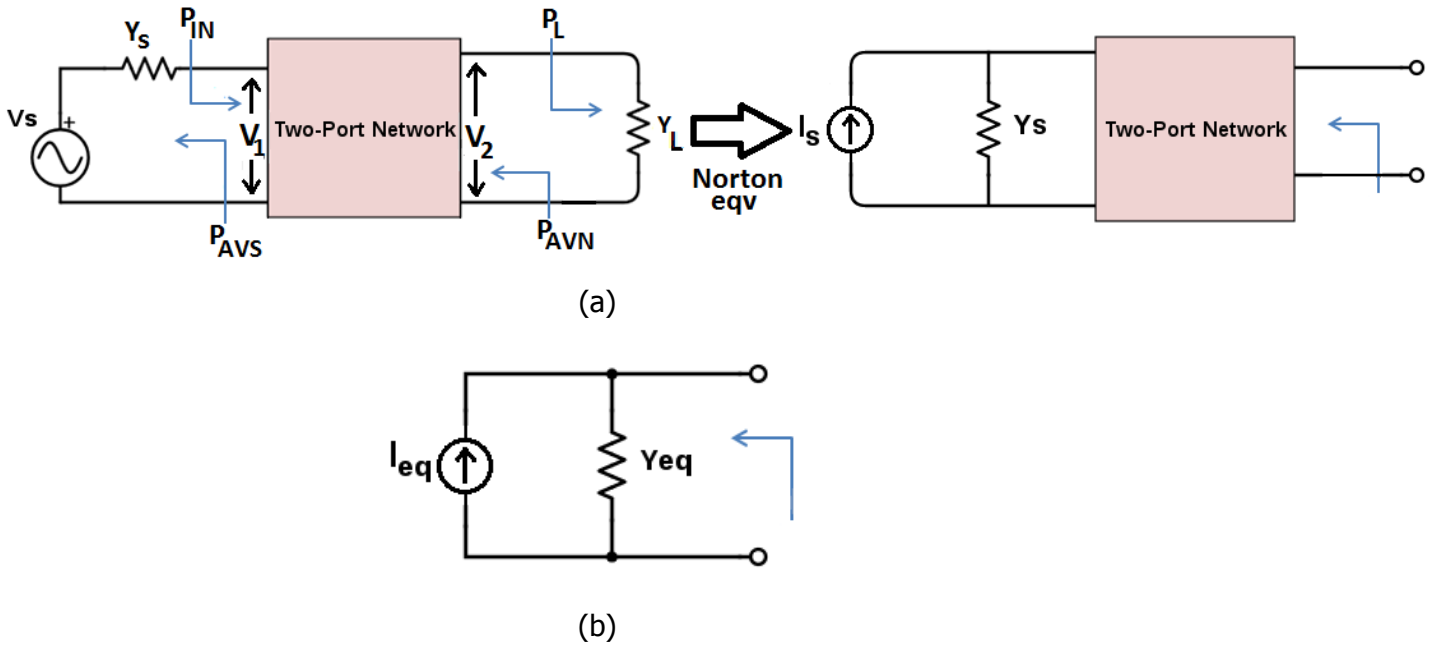 Y_S P_IN P_L
Vs + V_1 Two-Port Network V_2 Y_L I_s Ys Two-Port Network
Norton
eqv
P_AVS P_AVN
(a)
I_eq Yeq
(b)